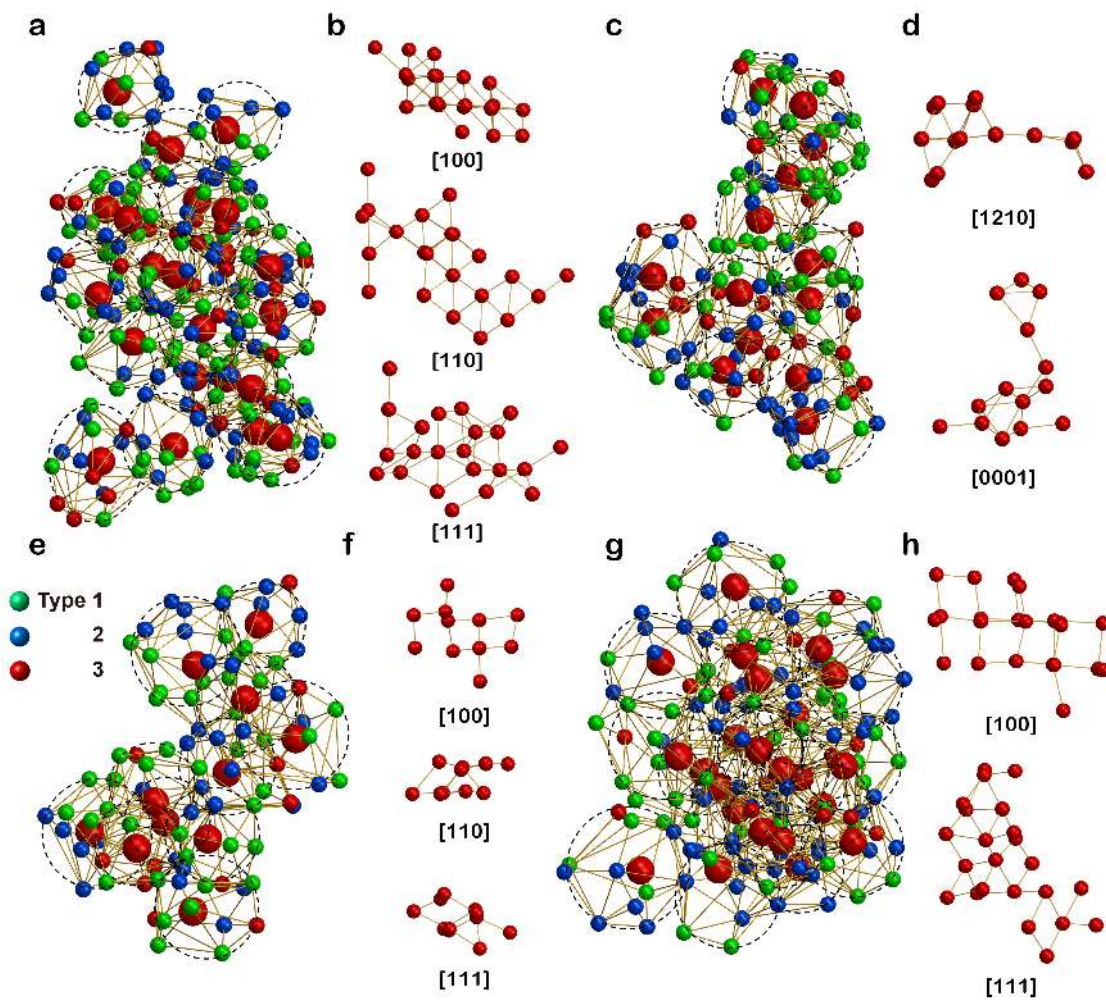 a
b
c
d
[100]
[110]
[111]
[1210]
[0001]
e
f
g
h
Type 1
2
3
[100]
[110]
[111]
[100]
[111]